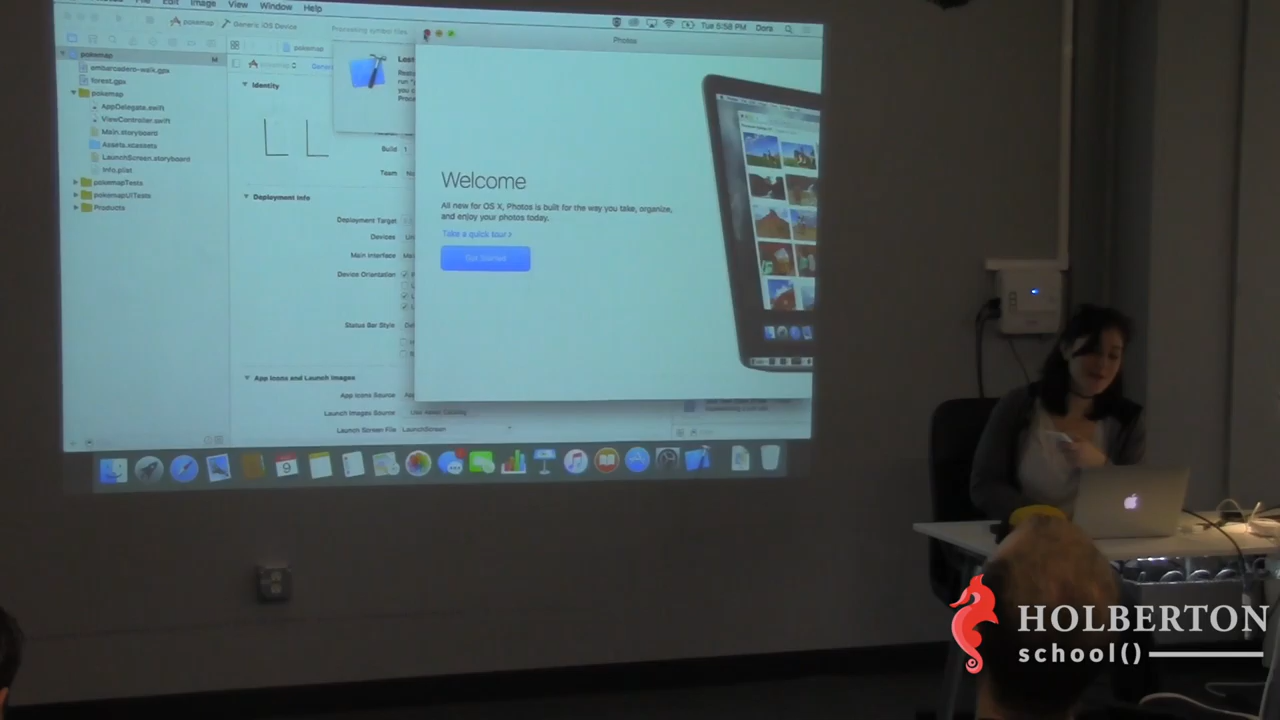 Edit Image View Window Help
Tue 5:58 PM Dora
pokemap
Generic iOS Device
Processing symbol files
Photos
pokemap
M
embarcadero-walk.gpx
forest.gpx
pokemap
AppDelegate.swift
ViewController.swift
Main.storyboard
Assets.xcassets
LaunchScreen.storyboard
Info.plist
pokemapTests
pokemapUITests
Products
pokemap
Identity
Build 1
Team
Deployment Info
Deployment Target
Devices
Main Interface
Device Orientation
Status Bar Style
App Icons and Launch Images
App Icons Source
Launch Images Source Use Asset Catalog
Launch Screen File LaunchScreen
Welcome
All new for OS X, Photos is built for the way you take, organize,
and enjoy your photos today.
Take a quick tour >
Get Started
9
HOLBERTON
school()